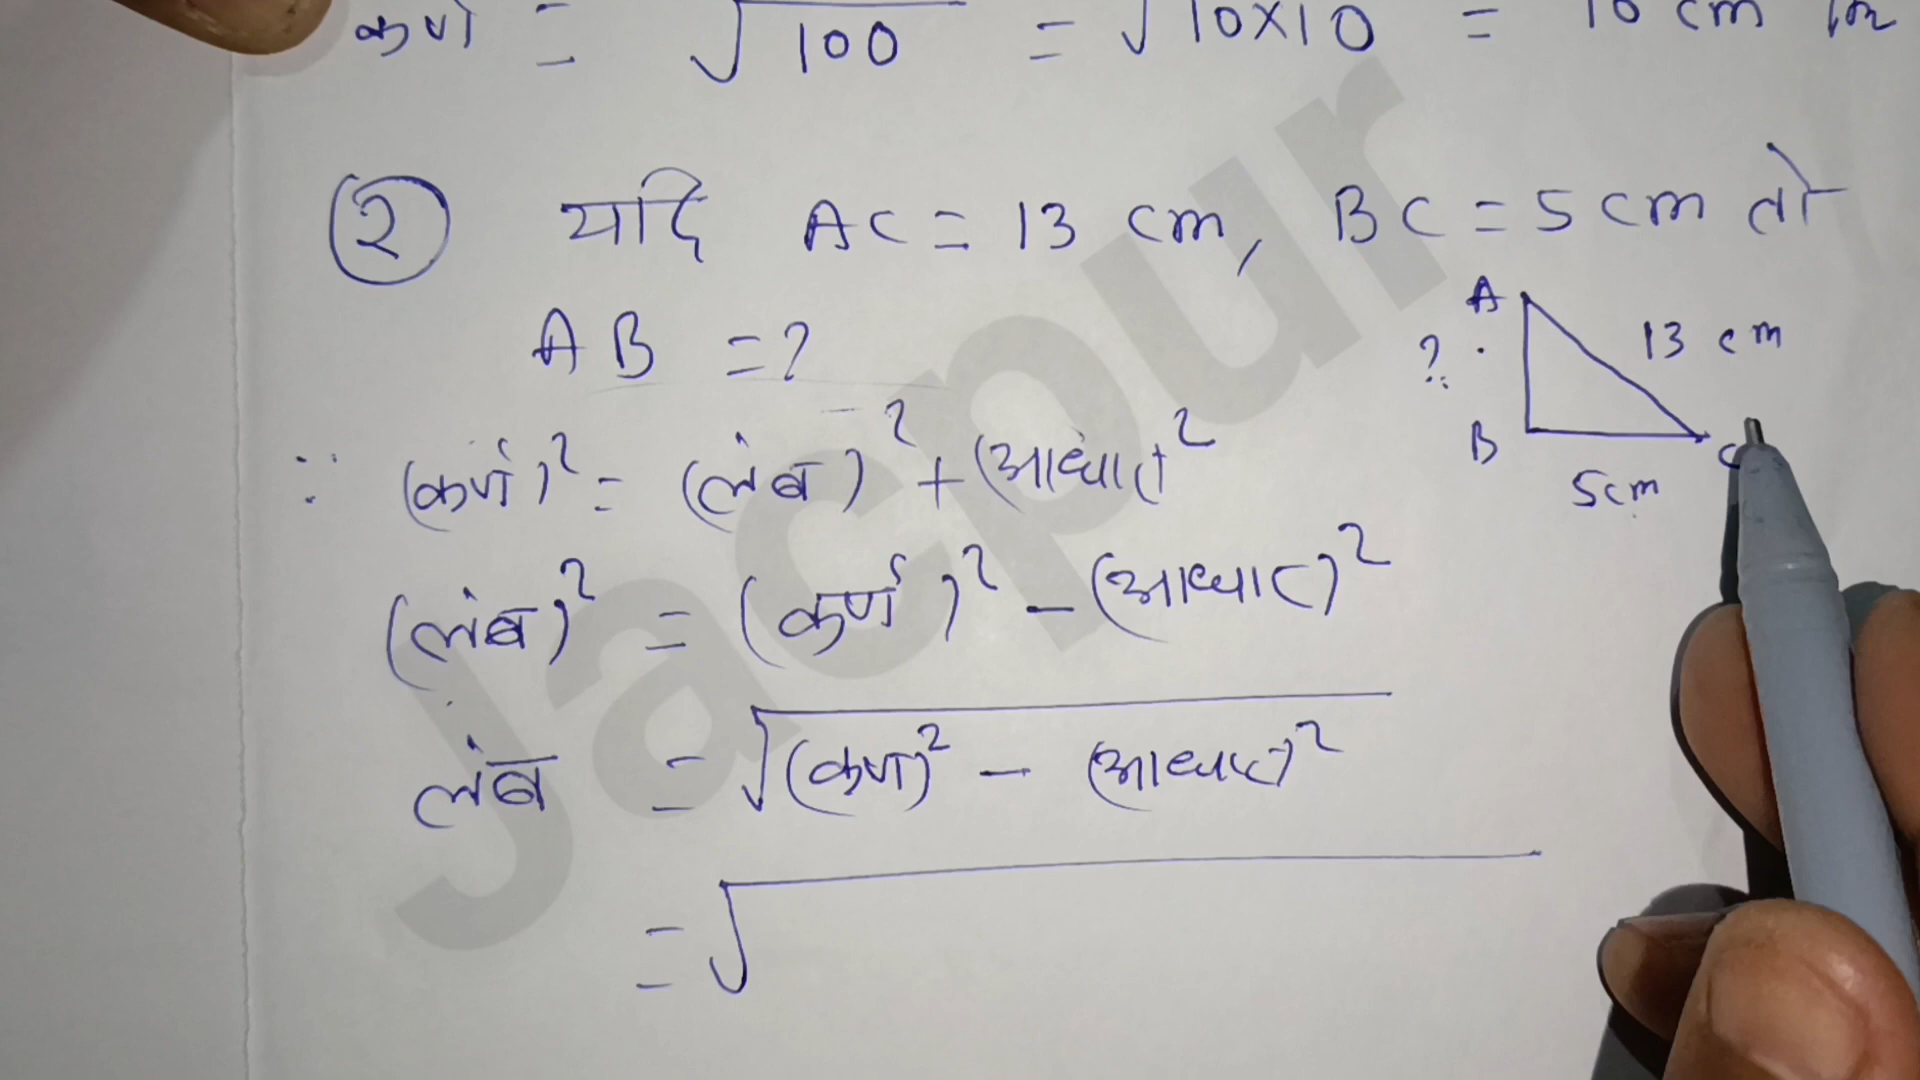 कर्ण = √100 = √10×10 = 10 cm
② यदि AC = 13 cm, BC = 5 cm तो
AB = ?
A
? 13 cm
B C
5cm
∵ (कर्ण)² = (लंब)² + (आधार)²
(लंब)² = (कर्ण)² - (आधार)²
लंब = √(कर्ण)² - (आधार)²
= √
Jacpur